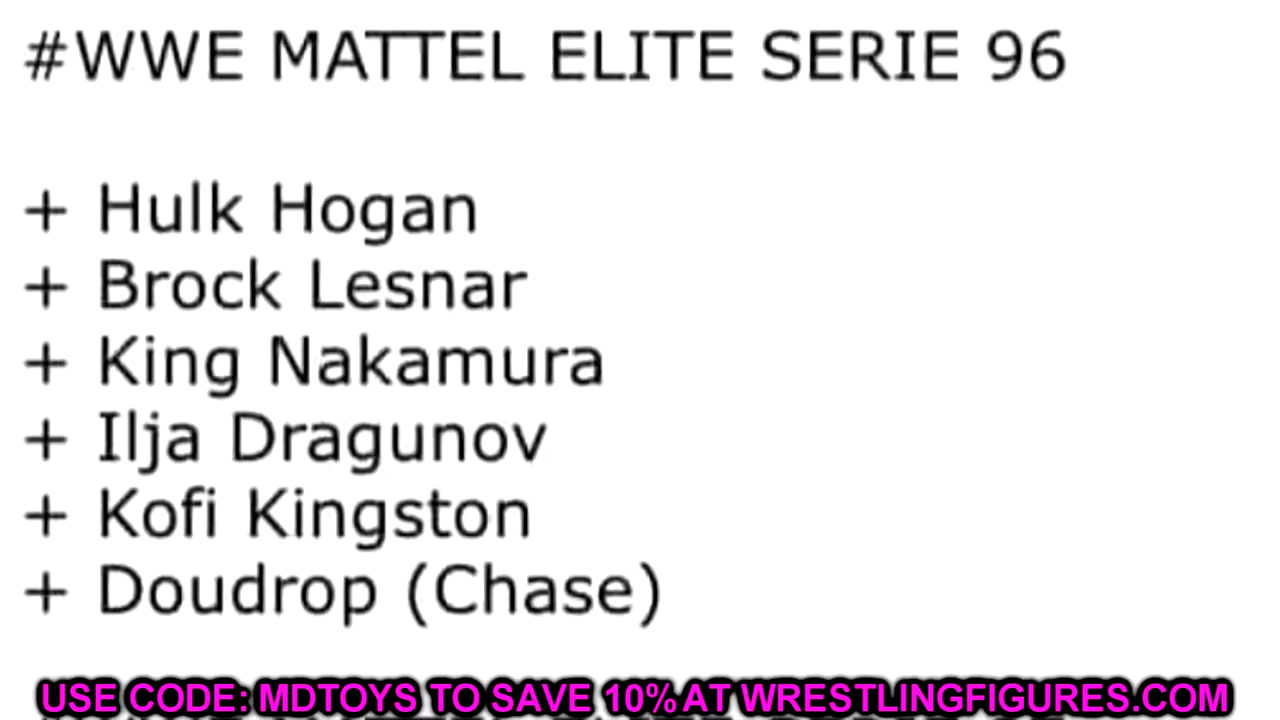 #WWE MATTEL ELITE SERIE 96
+ Hulk Hogan
+ Brock Lesnar
+ King Nakamura
+ Ilja Dragunov
+ Kofi Kingston
+ Doudrop (Chase)
USE CODE: MDTOYS TO SAVE 10% AT WRESTLINGFIGURES.COM